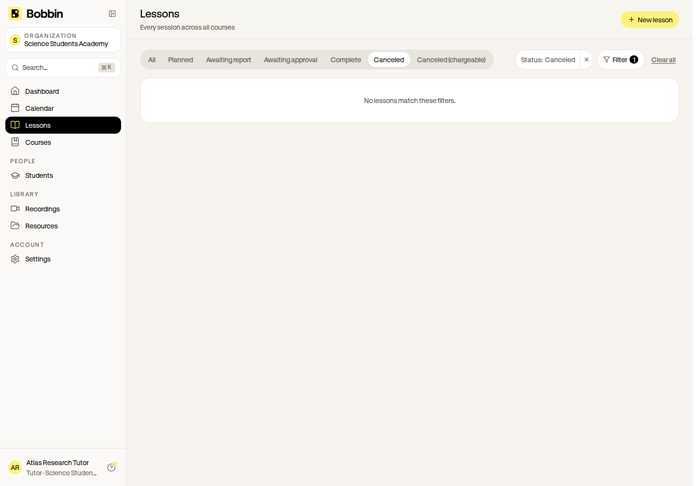 Bobbin
ORGANIZATION
S
Science Students Academy
Search...
⌘ K
Dashboard
Calendar
Lessons
Courses
PEOPLE
Students
LIBRARY
Recordings
Resources
ACCOUNT
Settings
AR
Atlas Research Tutor
Tutor · Science Studen...
Lessons
Every session across all courses
+ New lesson
All Planned Awaiting report Awaiting approval Complete Canceled Canceled (chargeable)
Status: Canceled ×
Filter 1
Clear all
No lessons match these filters.